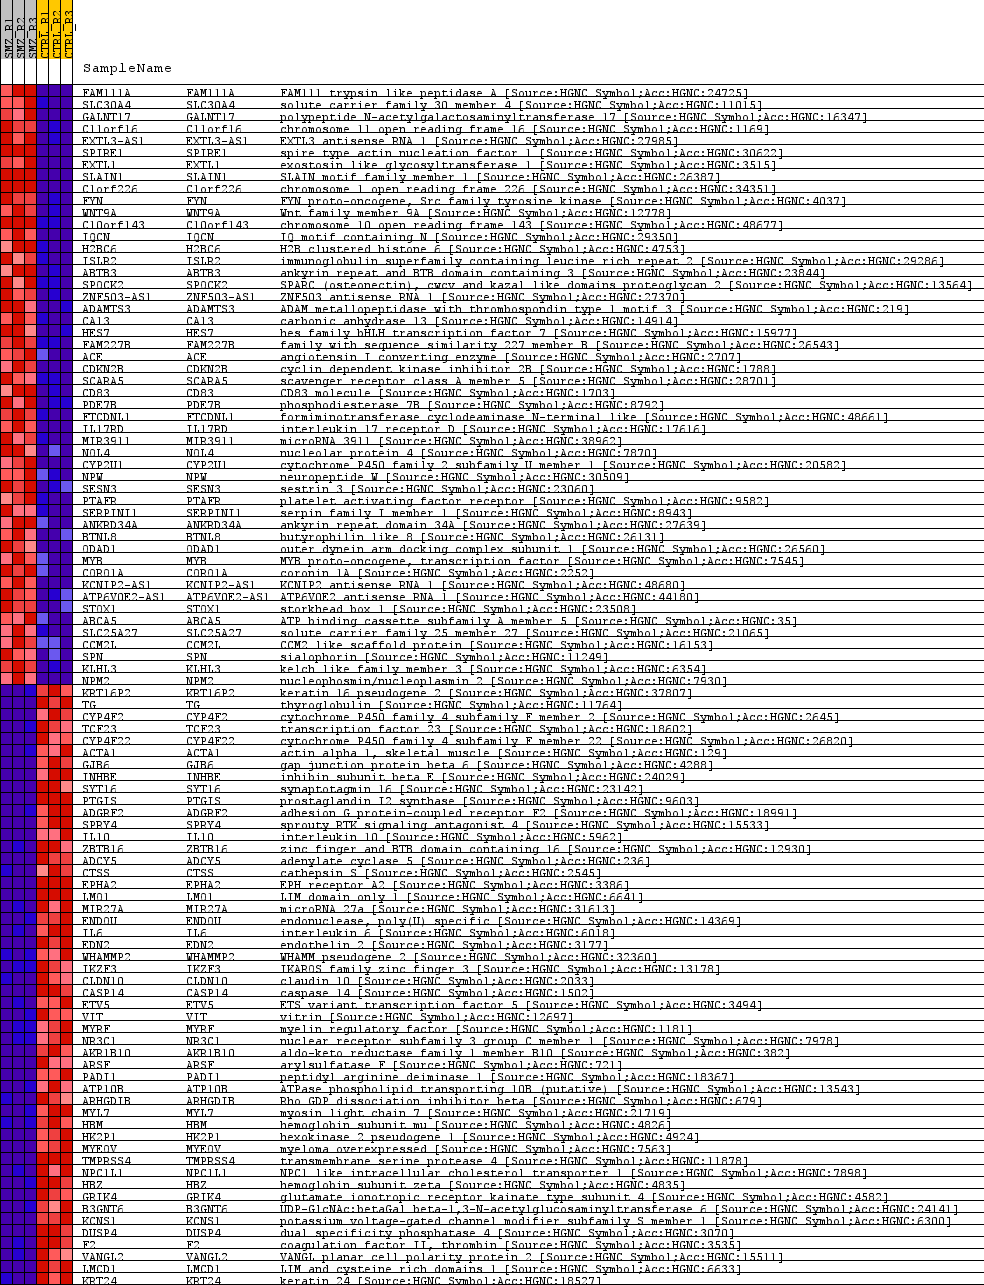 SMZ_R1
SMZ_R2
SMZ_R3
CTRL_R1
CTRL_R2
CTRL_R3
SampleName
FAM111A FAM111A FAM111 trypsin like peptidase A [Source:HGNC Symbol;Acc:HGNC:24725]
SLC30A4 SLC30A4 solute carrier family 30 member 4 [Source:HGNC Symbol;Acc:HGNC:11015]
GALNT17 GALNT17 polypeptide N-acetylgalactosaminyltransferase 17 [Source:HGNC Symbol;Acc:HGNC:16347]
C11orf16 C11orf16 chromosome 11 open reading frame 16 [Source:HGNC Symbol;Acc:HGNC:1169]
EXTL3-AS1 EXTL3-AS1 EXTL3 antisense RNA 1 [Source:HGNC Symbol;Acc:HGNC:27985]
SPIRE1 SPIRE1 spire type actin nucleation factor 1 [Source:HGNC Symbol;Acc:HGNC:30622]
EXTL1 EXTL1 exostosin like glycosyltransferase 1 [Source:HGNC Symbol;Acc:HGNC:3515]
SLAIN1 SLAIN1 SLAIN motif family member 1 [Source:HGNC Symbol;Acc:HGNC:26387]
C1orf226 C1orf226 chromosome 1 open reading frame 226 [Source:HGNC Symbol;Acc:HGNC:34351]
FYN FYN FYN proto-oncogene, Src family tyrosine kinase [Source:HGNC Symbol;Acc:HGNC:4037]
WNT9A WNT9A Wnt family member 9A [Source:HGNC Symbol;Acc:HGNC:12778]
C10orf143 C10orf143 chromosome 10 open reading frame 143 [Source:HGNC Symbol;Acc:HGNC:48677]
IQCN IQCN IQ motif containing N [Source:HGNC Symbol;Acc:HGNC:29350]
H2BC6 H2BC6 H2B clustered histone 6 [Source:HGNC Symbol;Acc:HGNC:4753]
ISLR2 ISLR2 immunoglobulin superfamily containing leucine rich repeat 2 [Source:HGNC Symbol;Acc:HGNC:29286]
ABTB3 ABTB3 ankyrin repeat and BTB domain containing 3 [Source:HGNC Symbol;Acc:HGNC:23844]
SPOCK2 SPOCK2 SPARC (osteonectin), cwcv and kazal like domains proteoglycan 2 [Source:HGNC Symbol;Acc:HGNC:13564]
ZNF503-AS1 ZNF503-AS1 ZNF503 antisense RNA 1 [Source:HGNC Symbol;Acc:HGNC:27370]
ADAMTS3 ADAMTS3 ADAM metallopeptidase with thrombospondin type 1 motif 3 [Source:HGNC Symbol;Acc:HGNC:219]
CA13 CA13 carbonic anhydrase 13 [Source:HGNC Symbol;Acc:HGNC:14914]
HES7 HES7 hes family bHLH transcription factor 7 [Source:HGNC Symbol;Acc:HGNC:15977]
FAM227B FAM227B family with sequence similarity 227 member B [Source:HGNC Symbol;Acc:HGNC:26543]
ACE ACE angiotensin I converting enzyme [Source:HGNC Symbol;Acc:HGNC:2707]
CDKN2B CDKN2B cyclin dependent kinase inhibitor 2B [Source:HGNC Symbol;Acc:HGNC:1788]
SCARA5 SCARA5 scavenger receptor class A member 5 [Source:HGNC Symbol;Acc:HGNC:28701]
CD83 CD83 CD83 molecule [Source:HGNC Symbol;Acc:HGNC:1703]
PDE7B PDE7B phosphodiesterase 7B [Source:HGNC Symbol;Acc:HGNC:8792]
FTCDNL1 FTCDNL1 formiminotransferase cyclodeaminase N-terminal like [Source:HGNC Symbol;Acc:HGNC:48661]
IL17RD IL17RD interleukin 17 receptor D [Source:HGNC Symbol;Acc:HGNC:17616]
MIR3911 MIR3911 microRNA 3911 [Source:HGNC Symbol;Acc:HGNC:38962]
NOL4 NOL4 nucleolar protein 4 [Source:HGNC Symbol;Acc:HGNC:7870]
CYP2U1 CYP2U1 cytochrome P450 family 2 subfamily U member 1 [Source:HGNC Symbol;Acc:HGNC:20582]
NPW NPW neuropeptide W [Source:HGNC Symbol;Acc:HGNC:30509]
SESN3 SESN3 sestrin 3 [Source:HGNC Symbol;Acc:HGNC:23060]
PTAFR PTAFR platelet activating factor receptor [Source:HGNC Symbol;Acc:HGNC:9582]
SERPINI1 SERPINI1 serpin family I member 1 [Source:HGNC Symbol;Acc:HGNC:8943]
ANKRD34A ANKRD34A ankyrin repeat domain 34A [Source:HGNC Symbol;Acc:HGNC:27639]
BTNL8 BTNL8 butyrophilin like 8 [Source:HGNC Symbol;Acc:HGNC:26131]
ODAD1 ODAD1 outer dynein arm docking complex subunit 1 [Source:HGNC Symbol;Acc:HGNC:26560]
MYB MYB MYB proto-oncogene, transcription factor [Source:HGNC Symbol;Acc:HGNC:7545]
CORO1A CORO1A coronin 1A [Source:HGNC Symbol;Acc:HGNC:2252]
KCNIP2-AS1 KCNIP2-AS1 KCNIP2 antisense RNA 1 [Source:HGNC Symbol;Acc:HGNC:48680]
ATP6V0E2-AS1 ATP6V0E2-AS1 ATP6V0E2 antisense RNA 1 [Source:HGNC Symbol;Acc:HGNC:44180]
STOX1 STOX1 storkhead box 1 [Source:HGNC Symbol;Acc:HGNC:23508]
ABCA5 ABCA5 ATP binding cassette subfamily A member 5 [Source:HGNC Symbol;Acc:HGNC:35]
SLC25A27 SLC25A27 solute carrier family 25 member 27 [Source:HGNC Symbol;Acc:HGNC:21065]
CCM2L CCM2L CCM2 like scaffold protein [Source:HGNC Symbol;Acc:HGNC:16153]
SPN SPN sialophorin [Source:HGNC Symbol;Acc:HGNC:11249]
KLHL3 KLHL3 kelch like family member 3 [Source:HGNC Symbol;Acc:HGNC:6354]
NPM2 NPM2 nucleophosmin/nucleoplasmin 2 [Source:HGNC Symbol;Acc:HGNC:7930]
KRT16P2 KRT16P2 keratin 16 pseudogene 2 [Source:HGNC Symbol;Acc:HGNC:37807]
TG TG thyroglobulin [Source:HGNC Symbol;Acc:HGNC:11764]
CYP4F2 CYP4F2 cytochrome P450 family 4 subfamily F member 2 [Source:HGNC Symbol;Acc:HGNC:2645]
TCF23 TCF23 transcription factor 23 [Source:HGNC Symbol;Acc:HGNC:18602]
CYP4F22 CYP4F22 cytochrome P450 family 4 subfamily F member 22 [Source:HGNC Symbol;Acc:HGNC:26820]
ACTA1 ACTA1 actin alpha 1, skeletal muscle [Source:HGNC Symbol;Acc:HGNC:129]
GJB6 GJB6 gap junction protein beta 6 [Source:HGNC Symbol;Acc:HGNC:4288]
INHBE INHBE inhibin subunit beta E [Source:HGNC Symbol;Acc:HGNC:24029]
SYT16 SYT16 synaptotagmin 16 [Source:HGNC Symbol;Acc:HGNC:23142]
PTGIS PTGIS prostaglandin I2 synthase [Source:HGNC Symbol;Acc:HGNC:9603]
ADGRF2 ADGRF2 adhesion G protein-coupled receptor F2 [Source:HGNC Symbol;Acc:HGNC:18991]
SPRY4 SPRY4 sprouty RTK signaling antagonist 4 [Source:HGNC Symbol;Acc:HGNC:15533]
IL10 IL10 interleukin 10 [Source:HGNC Symbol;Acc:HGNC:5962]
ZBTB16 ZBTB16 zinc finger and BTB domain containing 16 [Source:HGNC Symbol;Acc:HGNC:12930]
ADCY5 ADCY5 adenylate cyclase 5 [Source:HGNC Symbol;Acc:HGNC:236]
CTSS CTSS cathepsin S [Source:HGNC Symbol;Acc:HGNC:2545]
EPHA2 EPHA2 EPH receptor A2 [Source:HGNC Symbol;Acc:HGNC:3386]
LMO1 LMO1 LIM domain only 1 [Source:HGNC Symbol;Acc:HGNC:6641]
MIR27A MIR27A microRNA 27a [Source:HGNC Symbol;Acc:HGNC:31613]
ENDOU ENDOU endonuclease, poly(U) specific [Source:HGNC Symbol;Acc:HGNC:14369]
IL6 IL6 interleukin 6 [Source:HGNC Symbol;Acc:HGNC:6018]
EDN2 EDN2 endothelin 2 [Source:HGNC Symbol;Acc:HGNC:3177]
WHAMMP2 WHAMMP2 WHAMM pseudogene 2 [Source:HGNC Symbol;Acc:HGNC:32360]
IKZF3 IKZF3 IKAROS family zinc finger 3 [Source:HGNC Symbol;Acc:HGNC:13178]
CLDN10 CLDN10 claudin 10 [Source:HGNC Symbol;Acc:HGNC:2033]
CASP14 CASP14 caspase 14 [Source:HGNC Symbol;Acc:HGNC:1502]
ETV5 ETV5 ETS variant transcription factor 5 [Source:HGNC Symbol;Acc:HGNC:3494]
VIT VIT vitrin [Source:HGNC Symbol;Acc:HGNC:12697]
MYRF MYRF myelin regulatory factor [Source:HGNC Symbol;Acc:HGNC:1181]
NR3C1 NR3C1 nuclear receptor subfamily 3 group C member 1 [Source:HGNC Symbol;Acc:HGNC:7978]
AKR1B10 AKR1B10 aldo-keto reductase family 1 member B10 [Source:HGNC Symbol;Acc:HGNC:382]
ARSF ARSF arylsulfatase F [Source:HGNC Symbol;Acc:HGNC:721]
PADI1 PADI1 peptidyl arginine deiminase 1 [Source:HGNC Symbol;Acc:HGNC:18367]
ATP10B ATP10B ATPase phospholipid transporting 10B (putative) [Source:HGNC Symbol;Acc:HGNC:13543]
ARHGDIB ARHGDIB Rho GDP dissociation inhibitor beta [Source:HGNC Symbol;Acc:HGNC:679]
MYL7 MYL7 myosin light chain 7 [Source:HGNC Symbol;Acc:HGNC:21719]
HBM HBM hemoglobin subunit mu [Source:HGNC Symbol;Acc:HGNC:4826]
HK2P1 HK2P1 hexokinase 2 pseudogene 1 [Source:HGNC Symbol;Acc:HGNC:4924]
MYEOV MYEOV myeloma overexpressed [Source:HGNC Symbol;Acc:HGNC:7563]
TMPRSS4 TMPRSS4 transmembrane serine protease 4 [Source:HGNC Symbol;Acc:HGNC:11878]
NPC1L1 NPC1L1 NPC1 like intracellular cholesterol transporter 1 [Source:HGNC Symbol;Acc:HGNC:7898]
HBZ HBZ hemoglobin subunit zeta [Source:HGNC Symbol;Acc:HGNC:4835]
GRIK4 GRIK4 glutamate ionotropic receptor kainate type subunit 4 [Source:HGNC Symbol;Acc:HGNC:4582]
B3GNT6 B3GNT6 UDP-GlcNAc:betaGal beta-1,3-N-acetylglucosaminyltransferase 6 [Source:HGNC Symbol;Acc:HGNC:24141]
KCNS1 KCNS1 potassium voltage-gated channel modifier subfamily S member 1 [Source:HGNC Symbol;Acc:HGNC:6300]
DUSP4 DUSP4 dual specificity phosphatase 4 [Source:HGNC Symbol;Acc:HGNC:3070]
F2 F2 coagulation factor II, thrombin [Source:HGNC Symbol;Acc:HGNC:3535]
VANGL2 VANGL2 VANGL planar cell polarity protein 2 [Source:HGNC Symbol;Acc:HGNC:15511]
LMCD1 LMCD1 LIM and cysteine rich domains 1 [Source:HGNC Symbol;Acc:HGNC:6633]
KRT24 KRT24 keratin 24 [Source:HGNC Symbol;Acc:HGNC:18527]